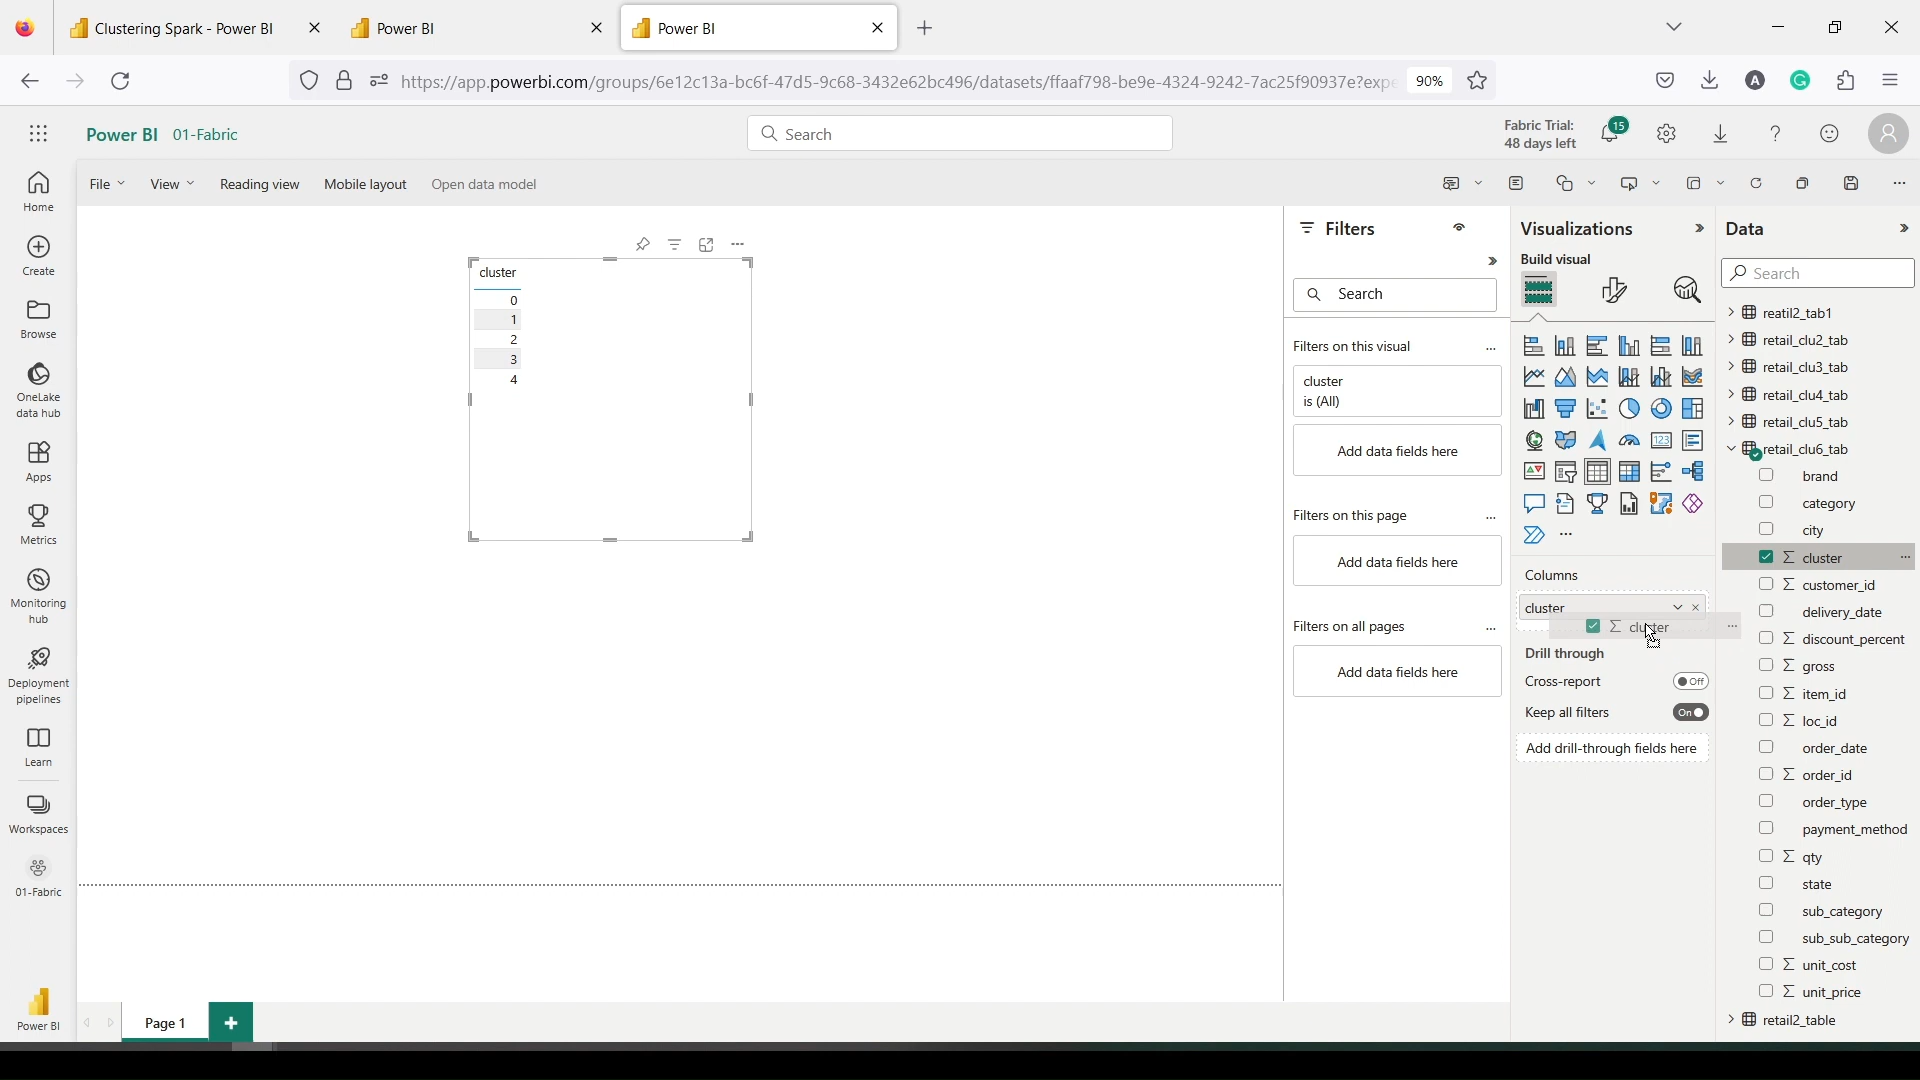 Clustering Spark - Power BI
Power BI
Power BI
https://app.powerbi.com/groups/6e12c13a-bc6f-47d5-9c68-3432e62bc496/datasets/ffaaf798-be9e-4324-9242-7ac25f90937e?expe
90%
A
Power BI 01-Fabric
Search
Fabric Trial:
48 days left
15
File View Reading view Mobile layout Open data model
Home
Create
Browse
OneLake
data hub
Apps
Metrics
Monitoring
hub
Deployment
pipelines
Learn
Workspaces
01-Fabric
Power BI
cluster
0
1
2
3
4
Page 1
Filters
Search
Filters on this visual
cluster
is (All)
Add data fields here
Filters on this page
Add data fields here
Filters on all pages
Add data fields here
Visualizations
Build visual
123
Columns
cluster
cluster
Drill through
Cross-report Off
Keep all filters On
Add drill-through fields here
Data
Search
reatil2_tab1
retail_clu2_tab
retail_clu3_tab
retail_clu4_tab
retail_clu5_tab
retail_clu6_tab
brand
category
city
∑ cluster
∑ customer_id
delivery_date
∑ discount_percent
∑ gross
∑ item_id
∑ loc_id
order_date
∑ order_id
order_type
payment_method
∑ qty
state
sub_category
sub_sub_category
∑ unit_cost
∑ unit_price
retail2_table